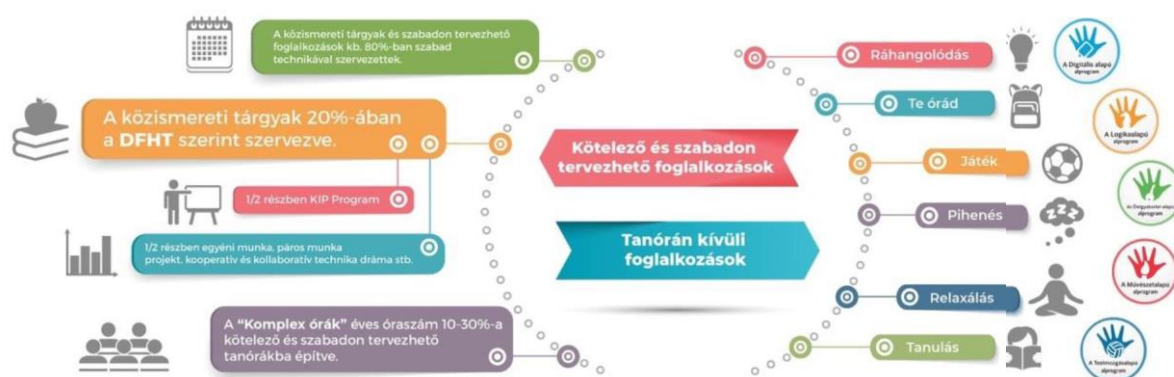 A közismereti tárgyak és szabadon tervezhető
foglalkozások kb. 80%-ban szabad
technikával szervezettek.
A közismereti tárgyak 20%-ában
a DFHT szerint szervezve.
1/2 részben KIP Program
1/2 részben egyéni munka, páros munka
projekt, kooperatív és kollaboratív technika dráma stb.
A "Komplex órák" éves óraszám 10-30%-a
kötelező és szabadon tervezhető
tanórákba építve.
Kötelező és szabadon
tervezhető foglalkozások
Tanórán kívüli
foglalkozások
Ráhangolódás
Te órád
Játék
Pihenés
Relaxálás
Tanulás
A Digitális alapú
alprogram
A Logikaalapú
alprogram
alprogram
A Művészetalapú
alprogram
A Testmozgásalapú
alprogram